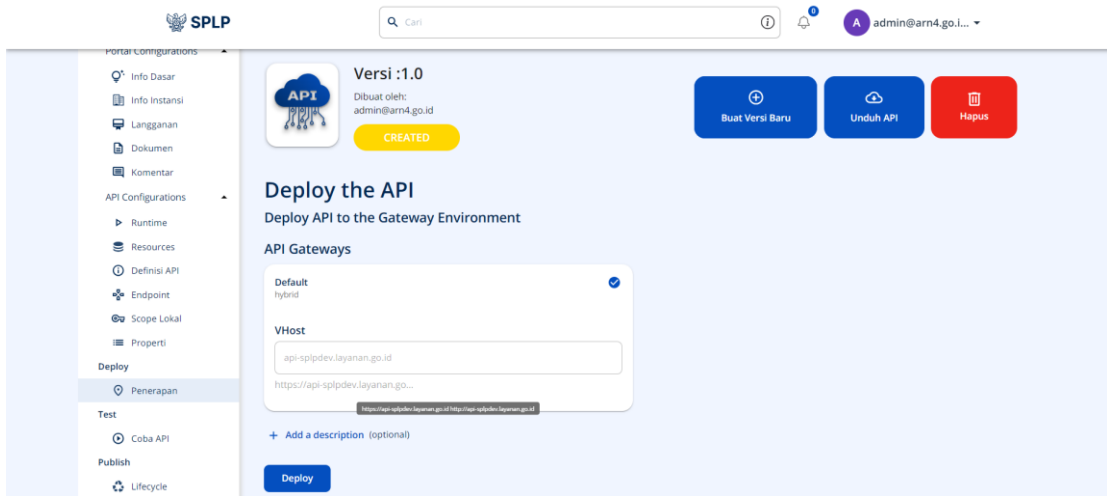 SPLP
Cari
0
A admin@arn4.go.i...
Portal Configurations
Info Dasar
Info Instansi
Langganan
Dokumen
Komentar
API Configurations
Runtime
Resources
Definisi API
Endpoint
Scope Lokal
Properti
Deploy
Penerapan
Test
Coba API
Publish
Lifecycle
API
Versi :1.0
Dibuat oleh:
admin@arn4.go.id
CREATED
Buat Versi Baru
Unduh API
Hapus
Deploy the API
Deploy API to the Gateway Environment
API Gateways
Default
hybrid
VHost
api-splpdev.layanan.go.id
https://api-splpdev.layanan.go...
https://api-splpdev.layanan.go.id http://api-splpdev.layanan.go.id
+ Add a description (optional)
Deploy